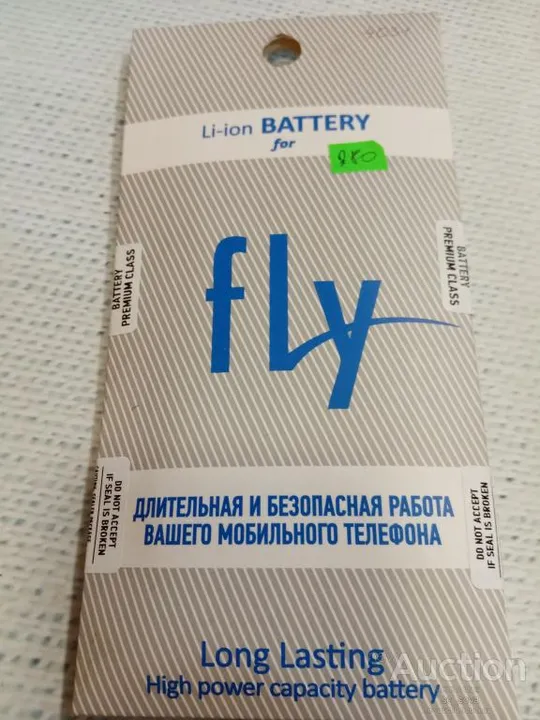 Li-ion BATTERY
for
280
fly
BATTERY
PREMIUM CLASS
BATTERY
PREMIUM CLASS
ДЛИТЕЛЬНАЯ И БЕЗОПАСНАЯ РАБОТА
ВАШЕГО МОБИЛЬНОГО ТЕЛЕФОНА
DO NOT ACCEPT
IF SEAL IS BROKEN
DO NOT ACCEPT
IF SEAL IS BROKEN
Long Lasting
High power capacity battery
Auction